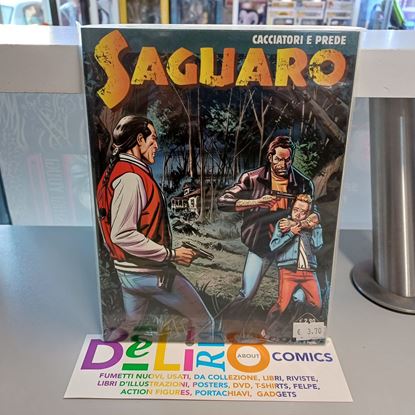 CACCIATORI E PREDE
SAGUARO
€ 3.70
DeLiRiO ABOUT COMICS
FUMETTI NUOVI, USATI, DA COLLEZIONE, LIBRI, RIVISTE,
LIBRI D'ILLUSTRAZIONI, POSTERS, DVD, T-SHIRTS, FELPE,
ACTION FIGURES, PORTACHIAVI, GADGETS